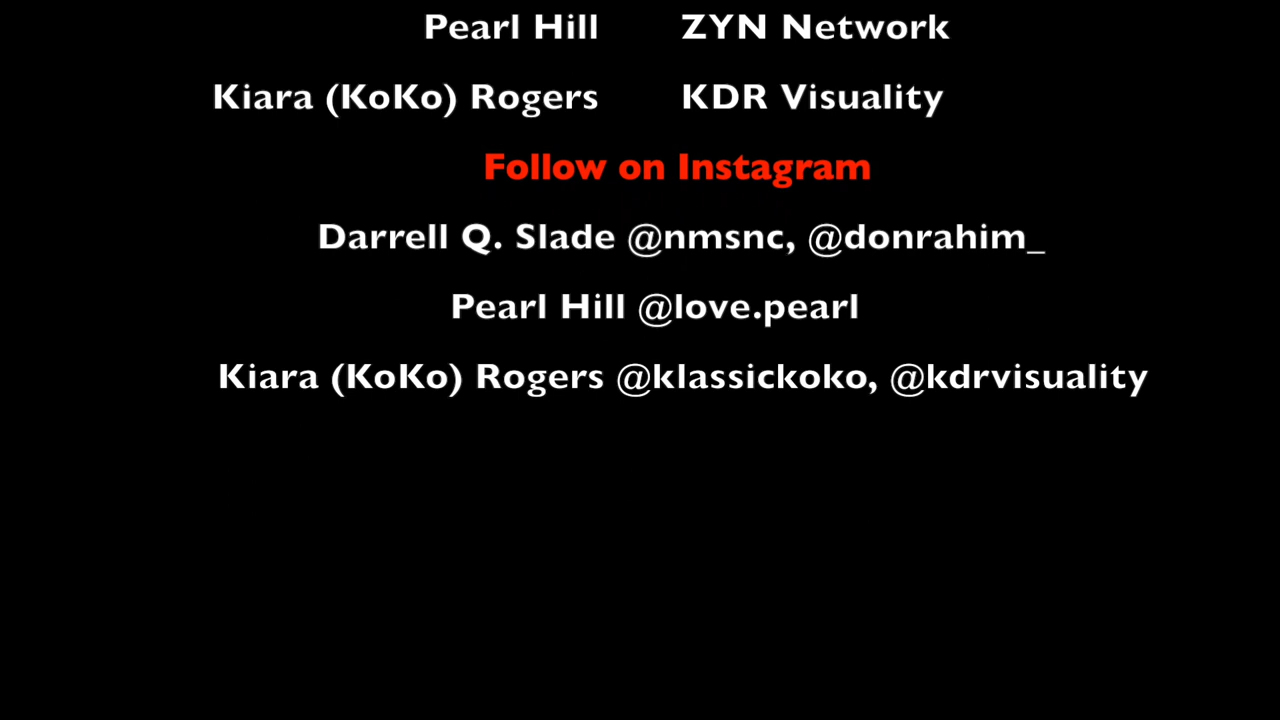 Pearl Hill ZYN Network
Kiara (KoKo) Rogers KDR Visuality
Follow on Instagram
Darrell Q. Slade @nmsnc, @donrahim_
Pearl Hill @love.pearl
Kiara (KoKo) Rogers @klassickoko, @kdrvisuality